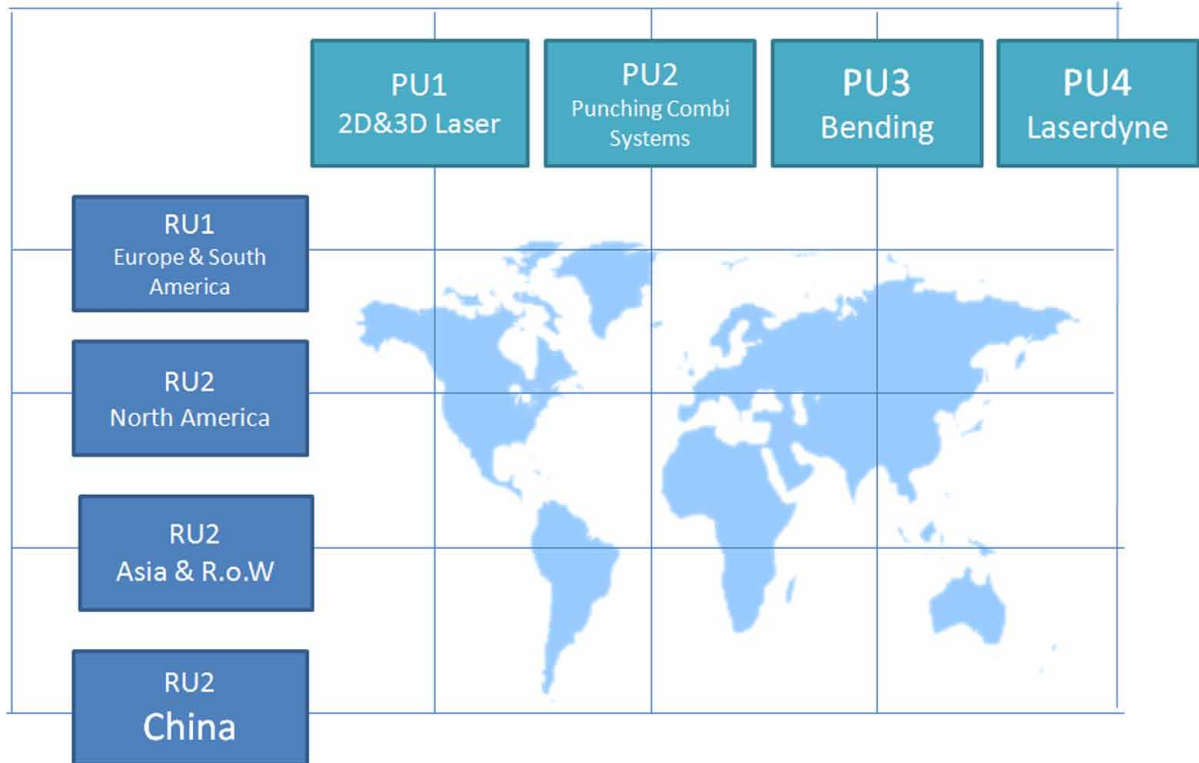 PU1
2D&3D Laser
PU2
Punching Combi
Systems
PU3
Bending
PU4
Laserdyne
RU1
Europe & South
America
RU2
North America
RU2
Asia & R.o.W
RU2
China